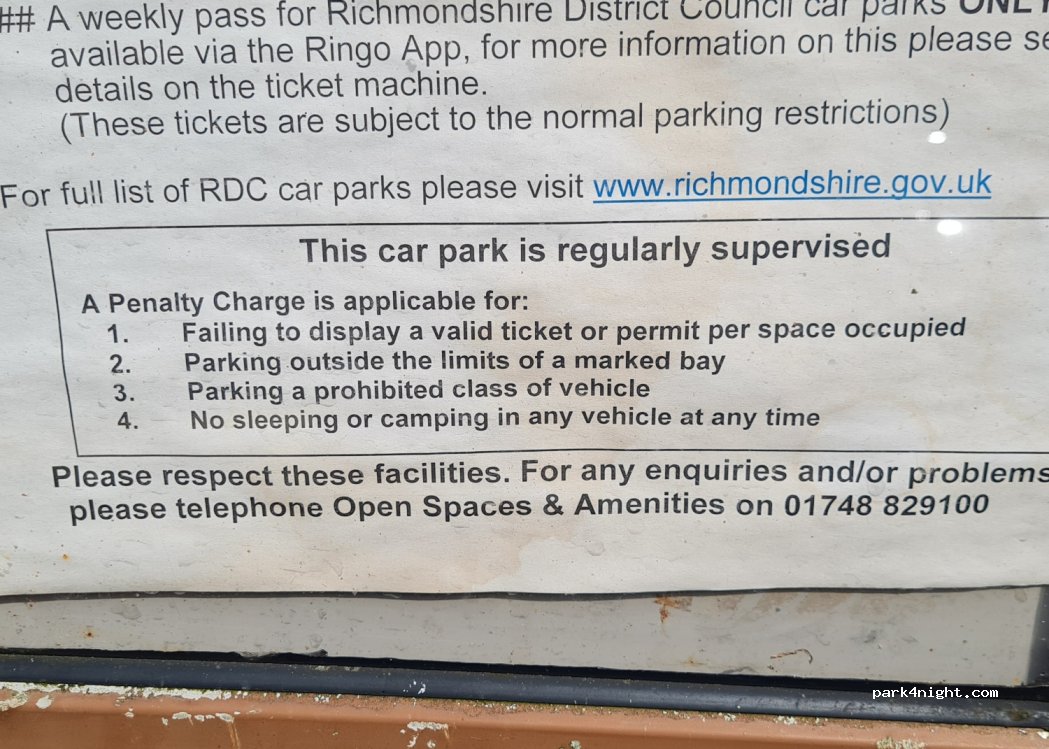 ## A weekly pass for Richmondshire District Council car parks
available via the Ringo App, for more information on this please
details on the ticket machine.
(These tickets are subject to the normal parking restrictions)
For full list of RDC car parks please visit www.richmondshire.gov.uk
This car park is regularly supervised
A Penalty Charge is applicable for:
1. Failing to display a valid ticket or permit per space occupied
2. Parking outside the limits of a marked bay
3. Parking a prohibited class of vehicle
4. No sleeping or camping in any vehicle at any time
Please respect these facilities. For any enquiries and/or problems
please telephone Open Spaces & Amenities on 01748 829100
park4night.com